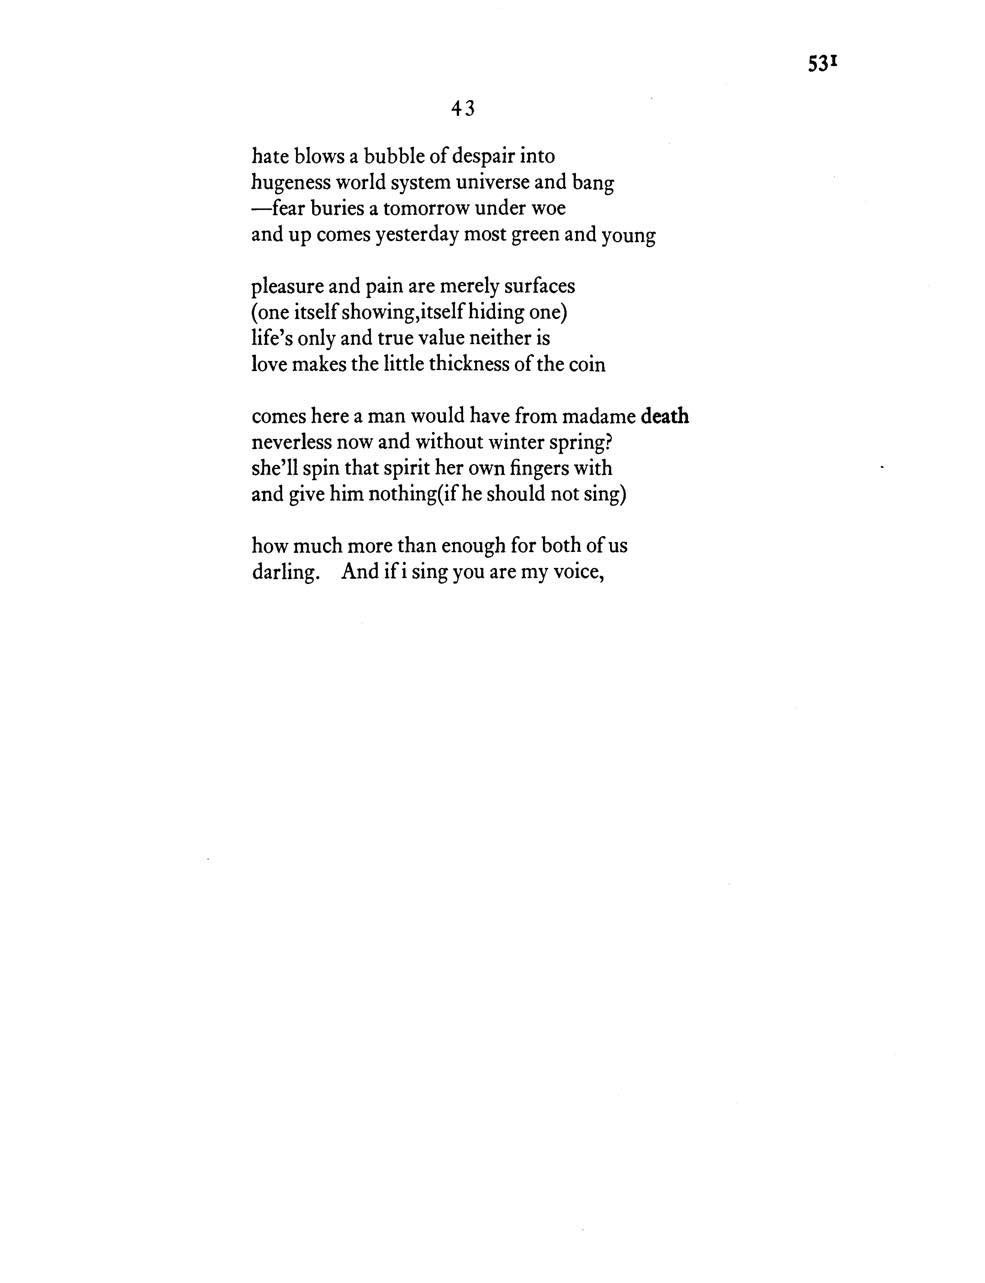 531
43
hate blows a bubble of despair into
hugeness world system universe and bang
—fear buries a tomorrow under woe
and up comes yesterday most green and young
pleasure and pain are merely surfaces
(one itself showing,itself hiding one)
life's only and true value neither is
love makes the little thickness of the coin
comes here a man would have from madame death
neverless now and without winter spring?
she'll spin that spirit her own fingers with
and give him nothing(if he should not sing)
how much more than enough for both of us
darling. And if i sing you are my voice,